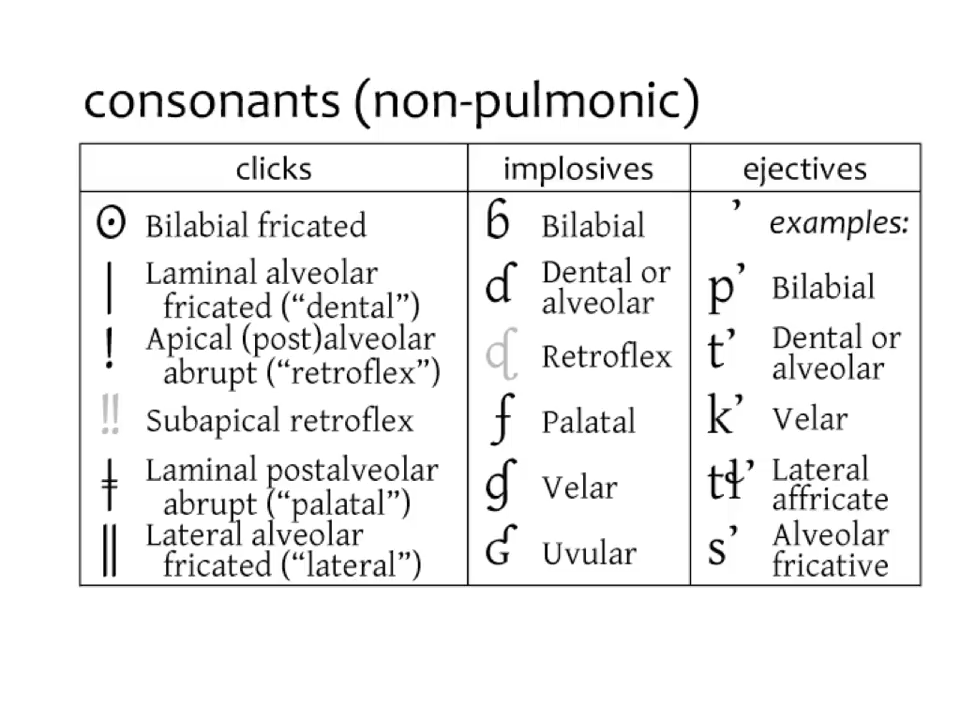 consonants (non-pulmonic)
clicks implosives ejectives
ʘ Bilabial fricated ɓ Bilabial ʼ examples:
ǀ Laminal alveolar
fricated (“dental”) ɗ Dental or
alveolar pʼ Bilabial
ǃ Apical (post)alveolar
abrupt (“retroflex”) ᶑ Retroflex tʼ Dental or
alveolar
‼ Subapical retroflex ʄ Palatal kʼ Velar
ǂ Laminal postalveolar
abrupt (“palatal”) ɠ Velar tɬʼ Lateral
affricate
ǁ Lateral alveolar
fricated (“lateral”) ʛ Uvular sʼ Alveolar
fricative